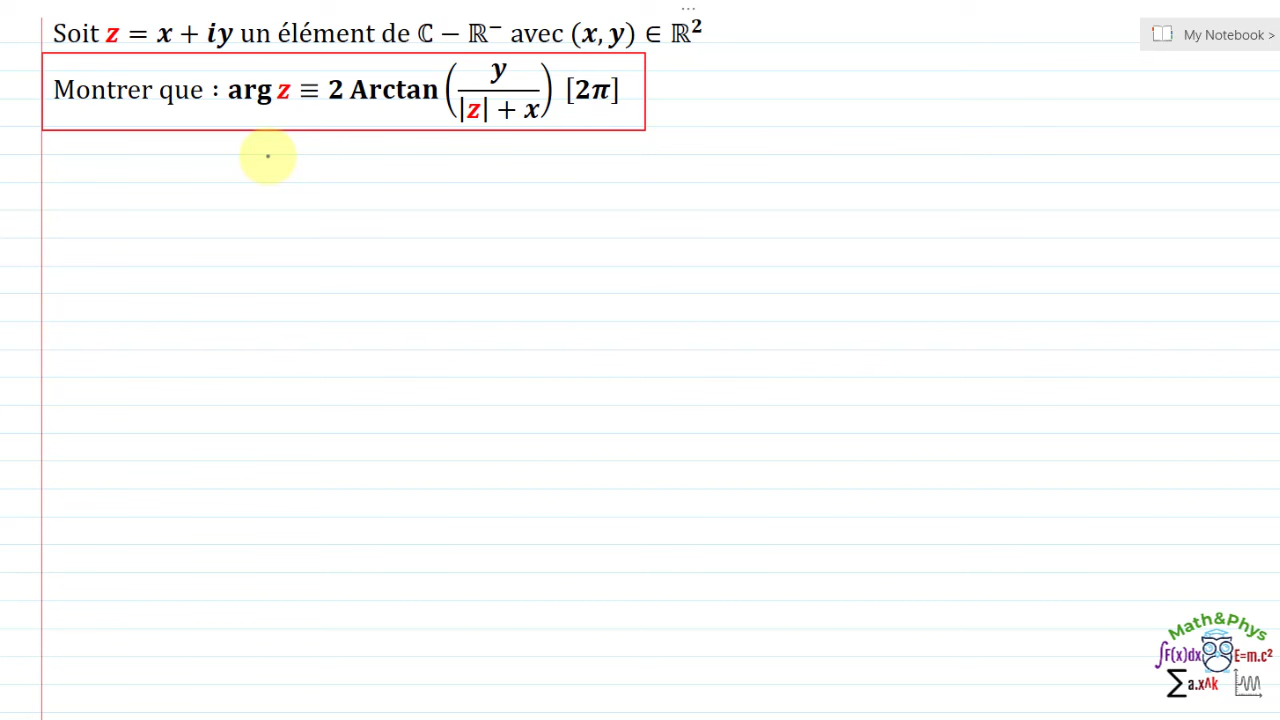 Soit z = x + iy un élément de ℂ − ℝ⁻ avec (x, y) ∈ ℝ²
My Notebook >
Montrer que : arg z ≡ 2 Arctan (y / (|z| + x)) [2π]
Math&Phys
∫F(x)dx E=m.c²
∑ a.x^k